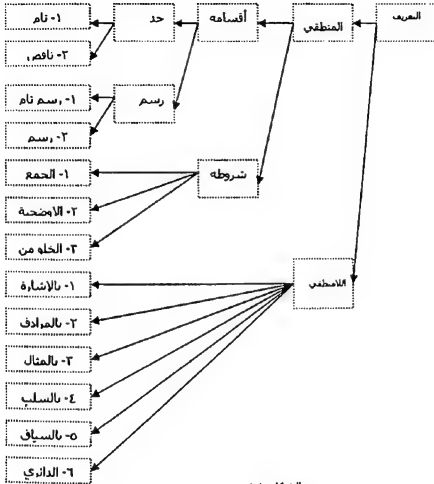 التعريف
المنطقي
أقسامه
حد
١- تام
٢- ناقص
رسم
١- رسم تام
٢- رسم
شروطه
١- الجمع
٢- الاوضحية
٣- الخلو من
اللامنطقي
١- بالإشارة
٢- بالمرادف
٣- بالمثال
٤- بالسلب
٥- بالسياق
٦- الدائري